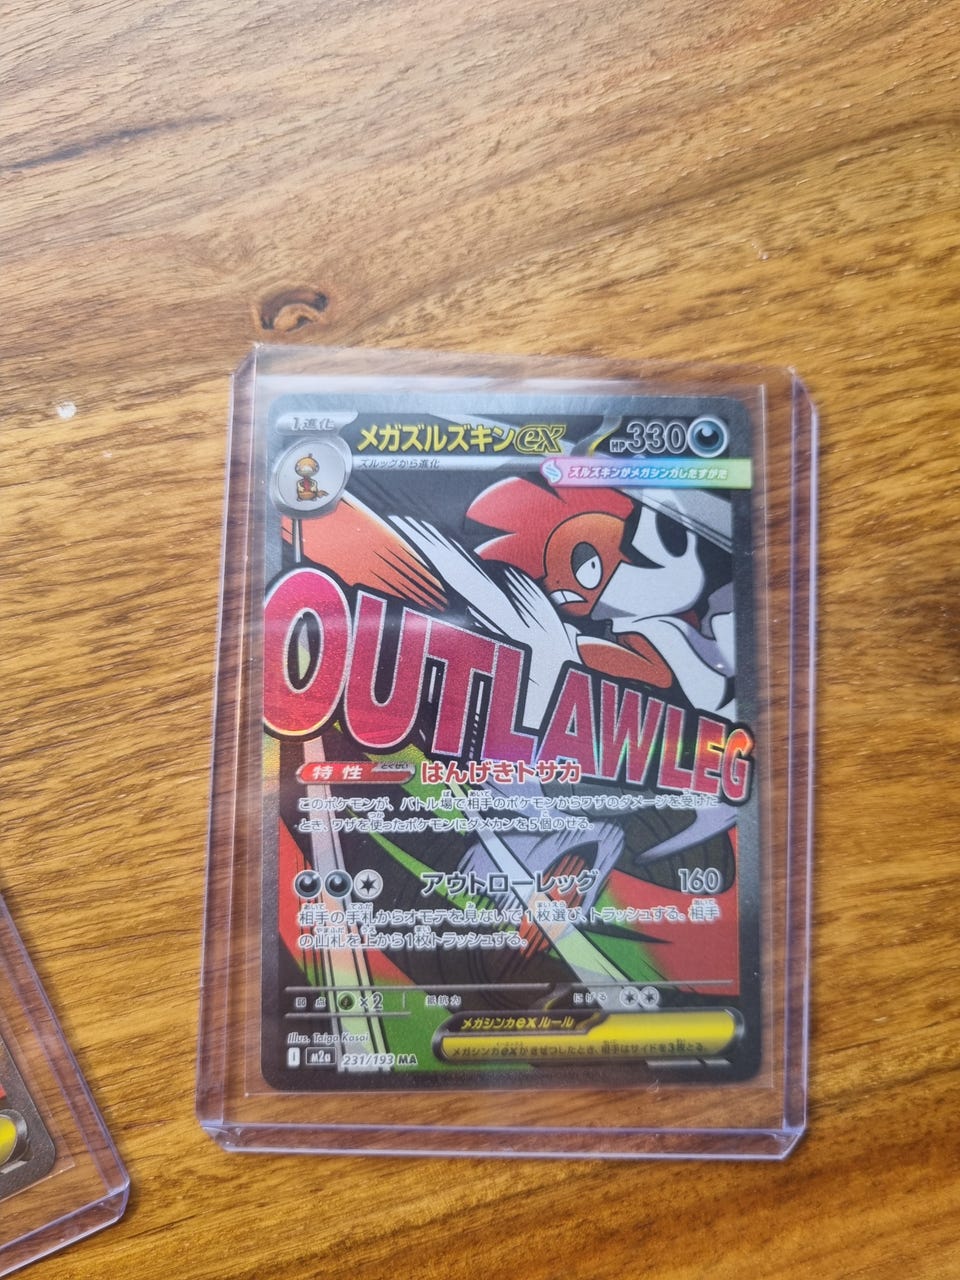 1進化
メガズルズキンex
HP330
ズルッグから進化
ズルズキンがメガシンカしたすがた
OUTLAWLEG
特性 とくせい はんげきトサカ
このポケモンが、バトル場で相手のポケモンからワザのダメージを受けた
とき、ワザを使ったポケモンにダメカンを5個のせる。
アウトローレッグ 160
相手の手札からオモテを見ないで1枚選び、トラッシュする。相手
の山札を上から1枚トラッシュする。
弱点 ×2 抵抗力 にげる
Illus. Taiga Kasai
メガシンカexルール
メガシンカexがきぜつしたとき、相手はサイドを3枚とる。
I M2a 231/193 MA